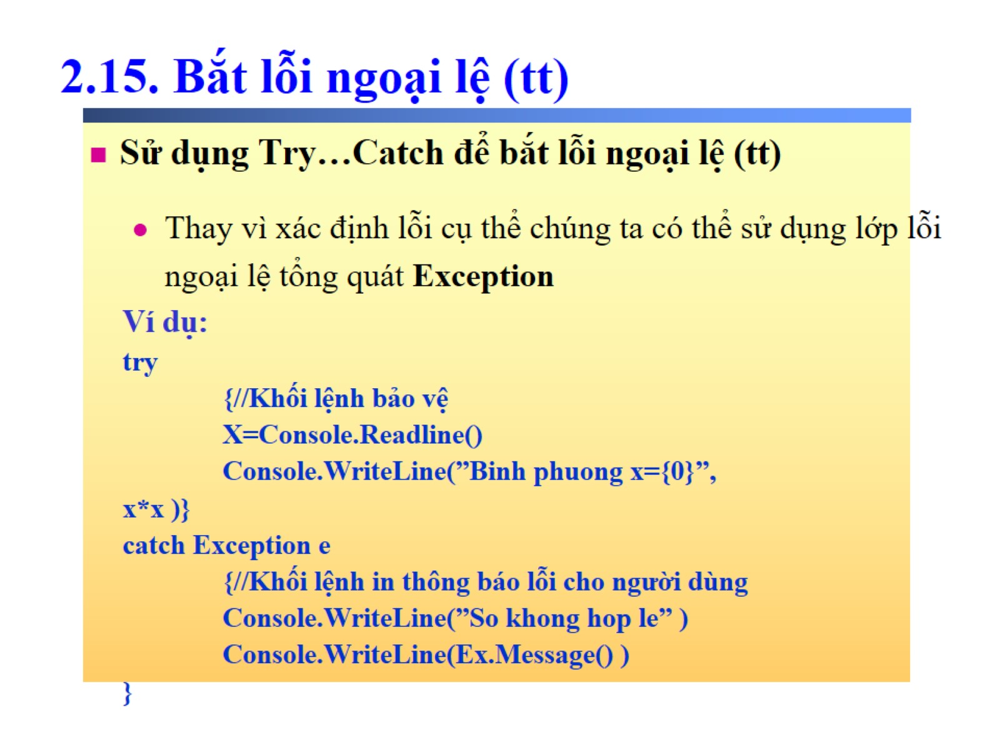 2.15. Bắt lỗi ngoại lệ (tt)
Sử dụng Try…Catch để bắt lỗi ngoại lệ (tt)
Thay vì xác định lỗi cụ thể chúng ta có thể sử dụng lớp lỗi
ngoại lệ tổng quát Exception
Ví dụ:
try
{//Khối lệnh bảo vệ
X=Console.Readline()
Console.WriteLine(”Binh phuong x={0}”,
x*x )}
catch Exception e
{//Khối lệnh in thông báo lỗi cho người dùng
Console.WriteLine(”So khong hop le” )
Console.WriteLine(Ex.Message() )
}